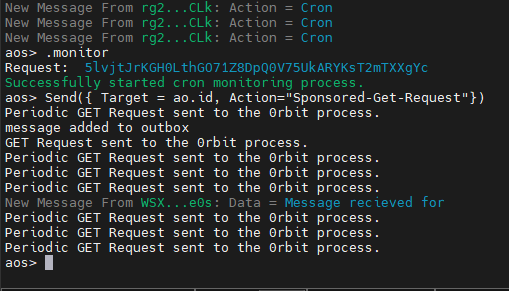 New Message From rg2...CLk: Action = Cron
New Message From rg2...CLk: Action = Cron
New Message From rg2...CLk: Action = Cron
aos> .monitor
Request:  5lvjtJrKGH0LthGO71Z8DpQ0V75UkARYKsT2mTXXgYc
Successfully started cron monitoring process.
aos> Send({ Target = ao.id, Action="Sponsored-Get-Request"})
Periodic GET Request sent to the 0rbit process.
message added to outbox
GET Request sent to the 0rbit process.
Periodic GET Request sent to the 0rbit process.
Periodic GET Request sent to the 0rbit process.
Periodic GET Request sent to the 0rbit process.
New Message From WSX...e0s: Data = Message recieved for
Periodic GET Request sent to the 0rbit process.
Periodic GET Request sent to the 0rbit process.
Periodic GET Request sent to the 0rbit process.
aos>